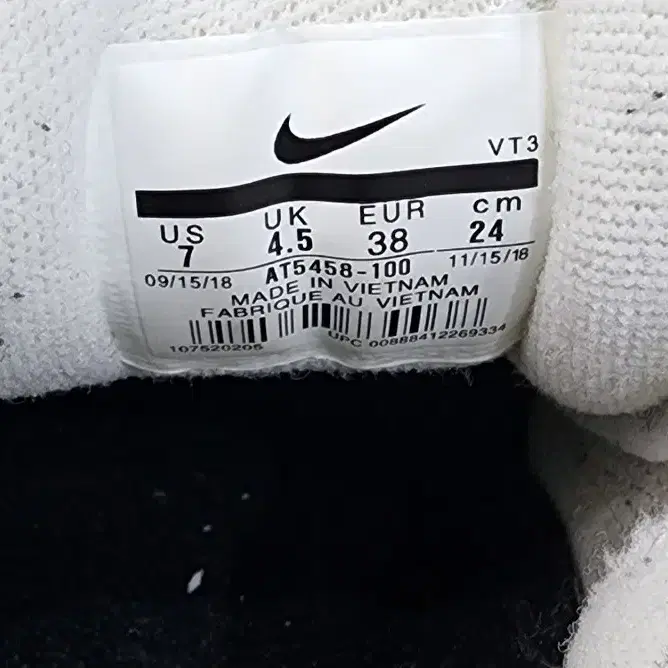 VT3
US UK EUR cm
7 4.5 38 24
09/15/18 AT5458-100 11/15/18
MADE IN VIETNAM
FABRIQUE AU VIETNAM
107520205 UPC 00888412269334